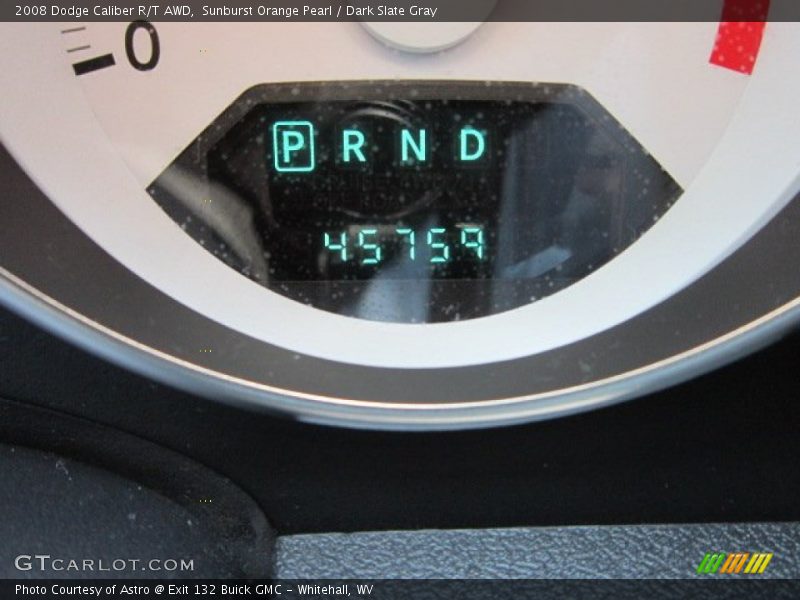 2008 Dodge Caliber R/T AWD, Sunburst Orange Pearl / Dark Slate Gray
0
P R N D
45759
GTCARLOT.COM
Photo Courtesy of Astro @ Exit 132 Buick GMC - Whitehall, WV